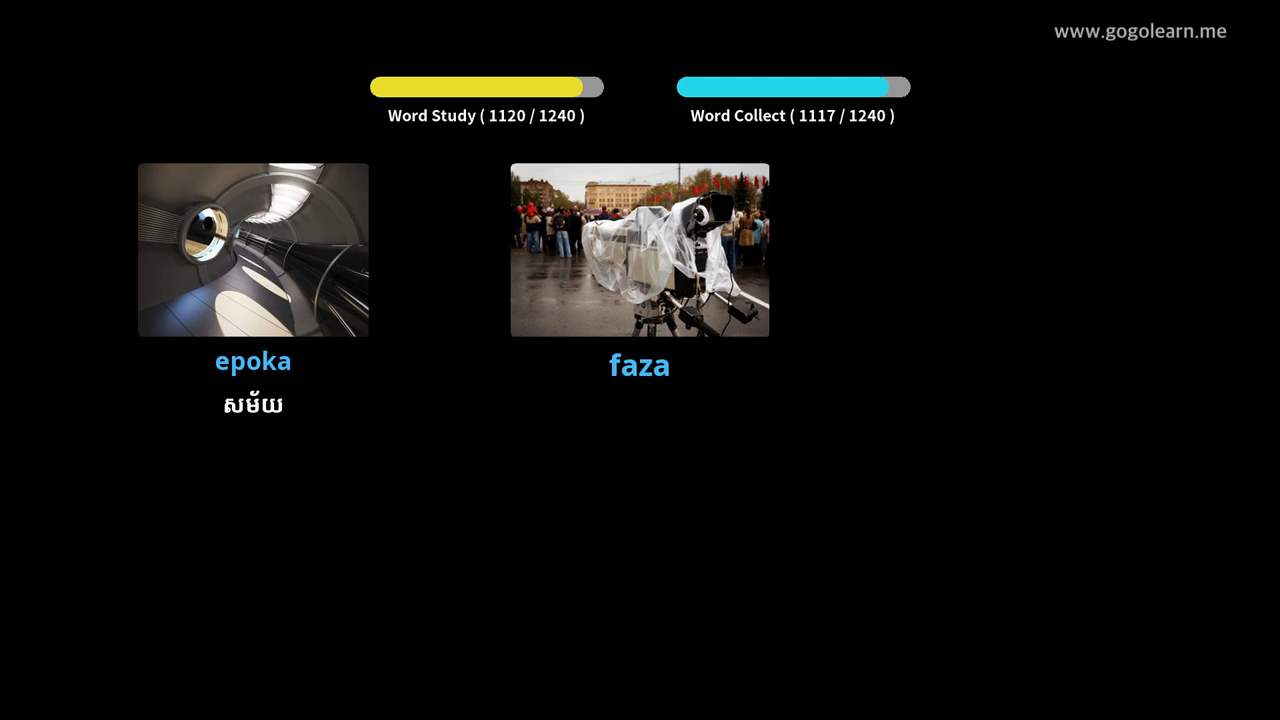 www.gogolearn.me
Word Study ( 1120 / 1240 )
Word Collect ( 1117 / 1240 )
epoka
faza
សម័យ